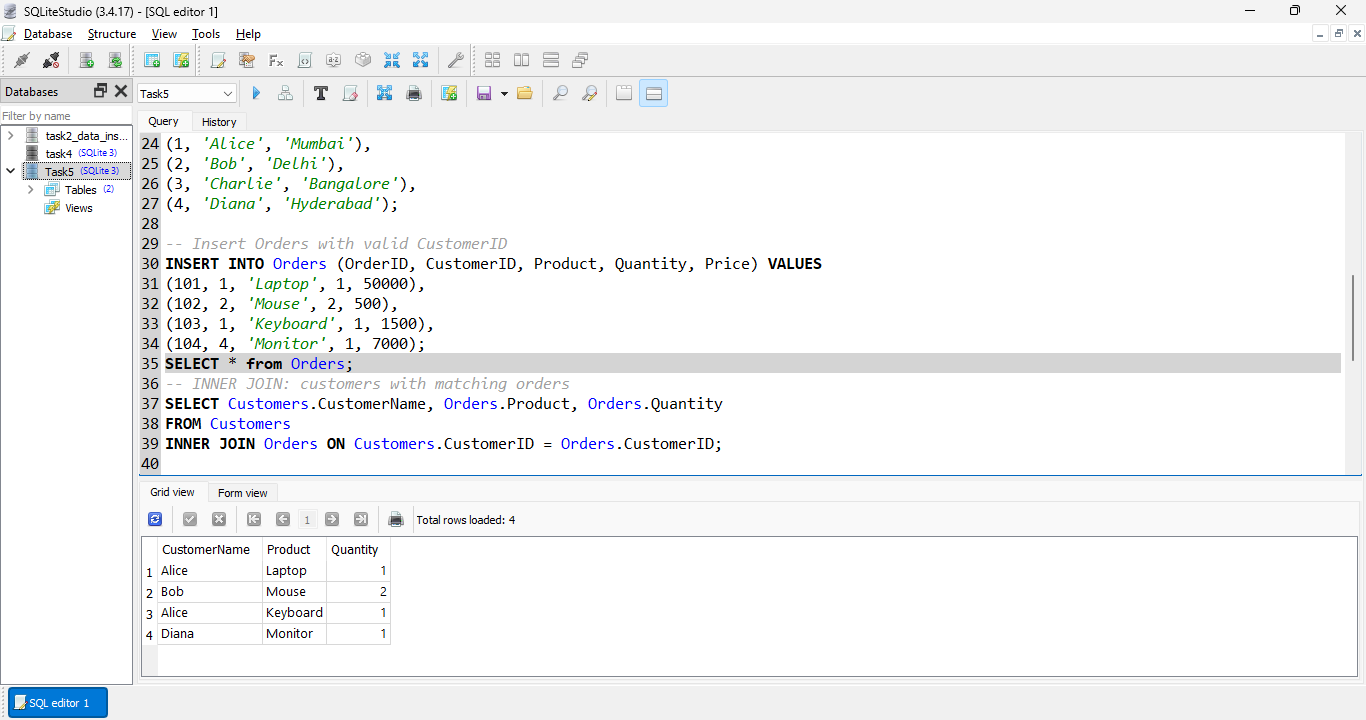 SQLiteStudio (3.4.17) - [SQL editor 1]
Database Structure View Tools Help
Databases
Task5
Filter by name
Query History
task2_data_ins...
task4 (SQLite 3)
Task5 (SQLite 3)
Tables (2)
Views
24 (1, 'Alice', 'Mumbai'),
25 (2, 'Bob', 'Delhi'),
26 (3, 'Charlie', 'Bangalore'),
27 (4, 'Diana', 'Hyderabad');
28
29 -- Insert Orders with valid CustomerID
30 INSERT INTO Orders (OrderID, CustomerID, Product, Quantity, Price) VALUES
31 (101, 1, 'Laptop', 1, 50000),
32 (102, 2, 'Mouse', 2, 500),
33 (103, 1, 'Keyboard', 1, 1500),
34 (104, 4, 'Monitor', 1, 7000);
35 SELECT * from Orders;
36 -- INNER JOIN: customers with matching orders
37 SELECT Customers.CustomerName, Orders.Product, Orders.Quantity
38 FROM Customers
39 INNER JOIN Orders ON Customers.CustomerID = Orders.CustomerID;
40
Grid view Form view
1 Total rows loaded: 4
CustomerName Product Quantity
1 Alice Laptop 1
2 Bob Mouse 2
3 Alice Keyboard 1
4 Diana Monitor 1
SQL editor 1